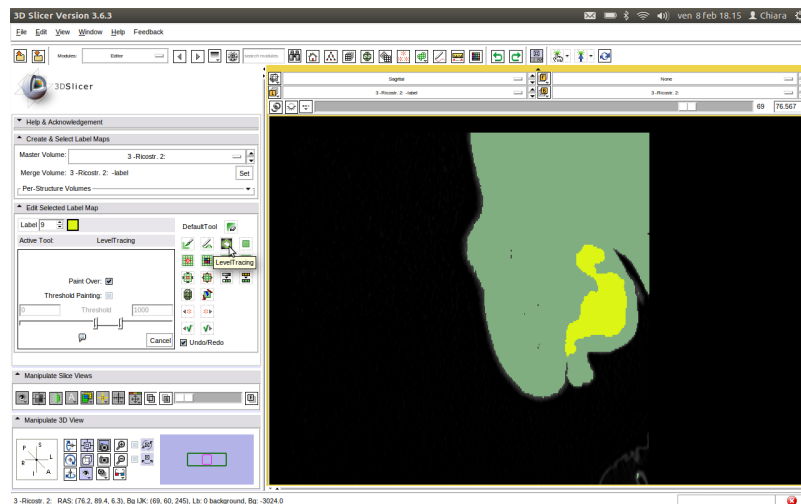 3D Slicer Version 3.6.3
ven 8 feb 18.15 Chiara
File Edit View Window Help Feedback
Modules: Editor search modules
3DSlicer
Sagittal None
3 -Ricostr. 2: -label 3 -Ricostr. 2:
69 76.567
Help & Acknowledgement
Create & Select Label Maps
Master Volume: 3 -Ricostr. 2:
Merge Volume: 3 -Ricostr. 2: -label Set
Per-Structure Volumes
Edit Selected Label Map
Label 9 DefaultTool
Active Tool: LevelTracing
LevelTracing
Paint Over:
Threshold Painting:
0 Threshold 1000
Cancel
Undo/Redo
Manipulate Slice Views
Manipulate 3D View
P S
R L
I A
3 -Ricostr. 2: RAS: (76.2, 89.4, 6.3), Bg IJK: (69, 60, 245), Lb: 0 background, Bg: -3024.0